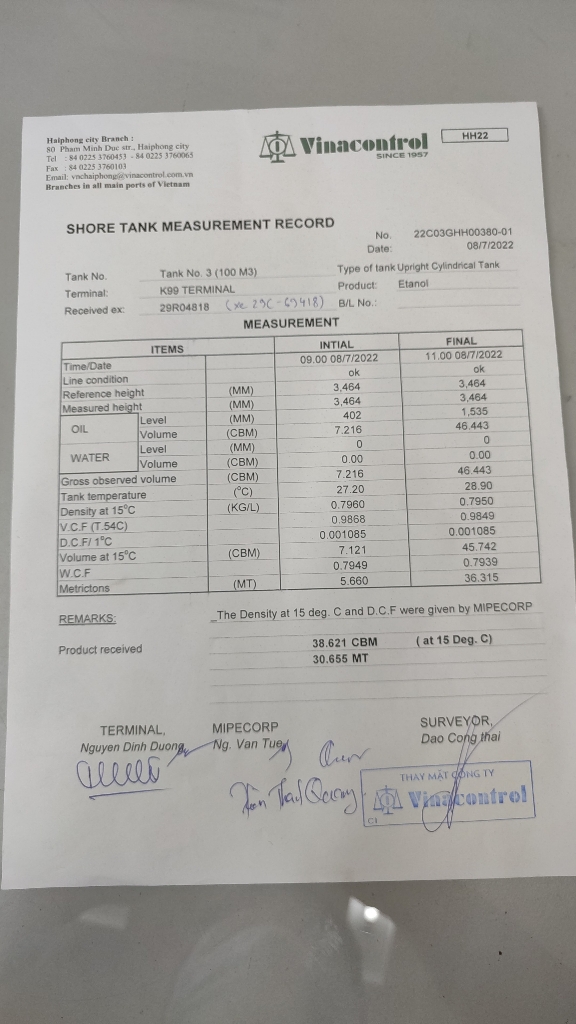 Haiphong city Branch :
80 Pham Minh Duc str., Haiphong city
Tel : 84 0225 3760453 - 84 0225 3760065
Fax : 84 0225 3760103
Email: vnchaiphong@vinacontrol.com.vn
Branches in all main ports of Vietnam
Vinacontrol
SINCE 1957
HH22
SHORE TANK MEASUREMENT RECORD
No. 22C03GHH00380-01
Date: 08/7/2022
Tank No. Tank No. 3 (100 M3) Type of tank Upright Cylindrical Tank
Terminal: K99 TERMINAL Product: Etanol
Received ex: 29R04818 (xe 29C-69418) B/L No.:
MEASUREMENT
ITEMS INTIAL FINAL
Time/Date 09.00 08/7/2022 11.00 08/7/2022
Line condition ok ok
Reference height (MM) 3,464 3,464
Measured height (MM) 3,464 3,464
OIL Level (MM) 402 1,535
Volume (CBM) 7.216 46.443
WATER Level (MM) 0 0
Volume (CBM) 0.00 0.00
Gross observed volume (CBM) 7.216 46.443
Tank temperature (°C) 27.20 28.90
Density at 15°C (KG/L) 0.7960 0.7950
V.C.F (T.54C) 0.9868 0.9849
D.C.F/ 1°C 0.001085 0.001085
Volume at 15°C (CBM) 7.121 45.742
W.C.F 0.7949 0.7939
Metrictons (MT) 5.660 36.315
REMARKS: The Density at 15 deg. C and D.C.F were given by MIPECORP
Product received 38.621 CBM ( at 15 Deg. C)
30.655 MT
TERMINAL, MIPECORP SURVEYOR,
Nguyen Dinh Duong Ng. Van Tue Dao Cong thai
THAY MẶT CÔNG TY
Vinacontrol
C1